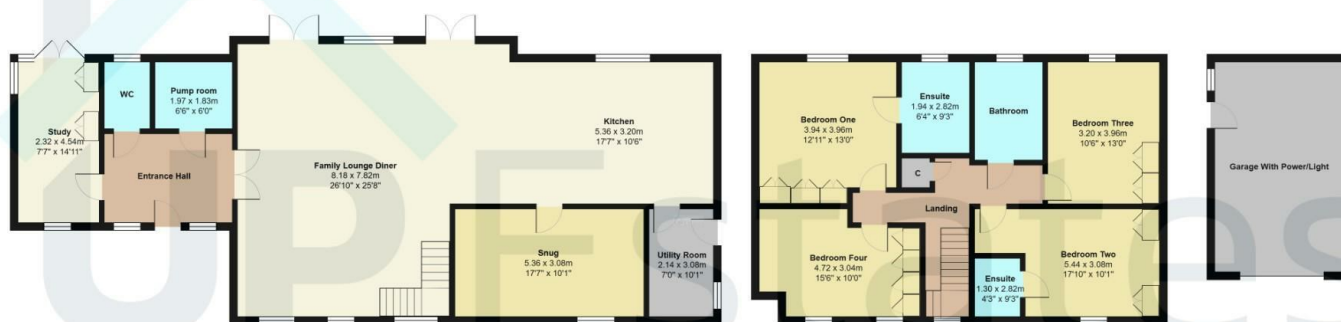 Study
2.32 x 4.54m
7'7" x 14'11"
WC
Pump room
1.97 x 1.83m
6'6" x 6'0"
Entrance Hall
Family Lounge Diner
8.18 x 7.82m
26'10" x 25'8"
Kitchen
5.36 x 3.20m
17'7" x 10'6"
Snug
5.36 x 3.08m
17'7" x 10'1"
Utility Room
2.14 x 3.08m
7'0" x 10'1"
Bedroom One
3.94 x 3.96m
12'11" x 13'0"
Ensuite
1.94 x 2.82m
6'4" x 9'3"
Bathroom
Bedroom Three
3.20 x 3.96m
10'6" x 13'0"
C
Landing
Bedroom Four
4.72 x 3.04m
15'6" x 10'0"
Ensuite
1.30 x 2.82m
4'3" x 9'3"
Bedroom Two
5.44 x 3.08m
17'10" x 10'1"
Garage With Power/Light
UPEstates